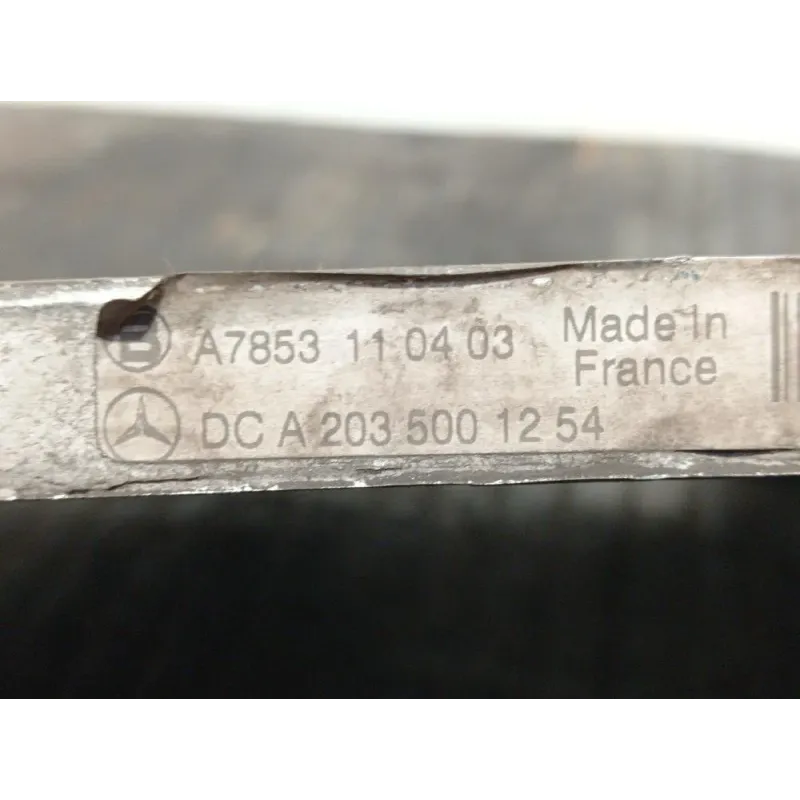 A7853 11 04 03
Made In
France
DC A 203 500 12 54